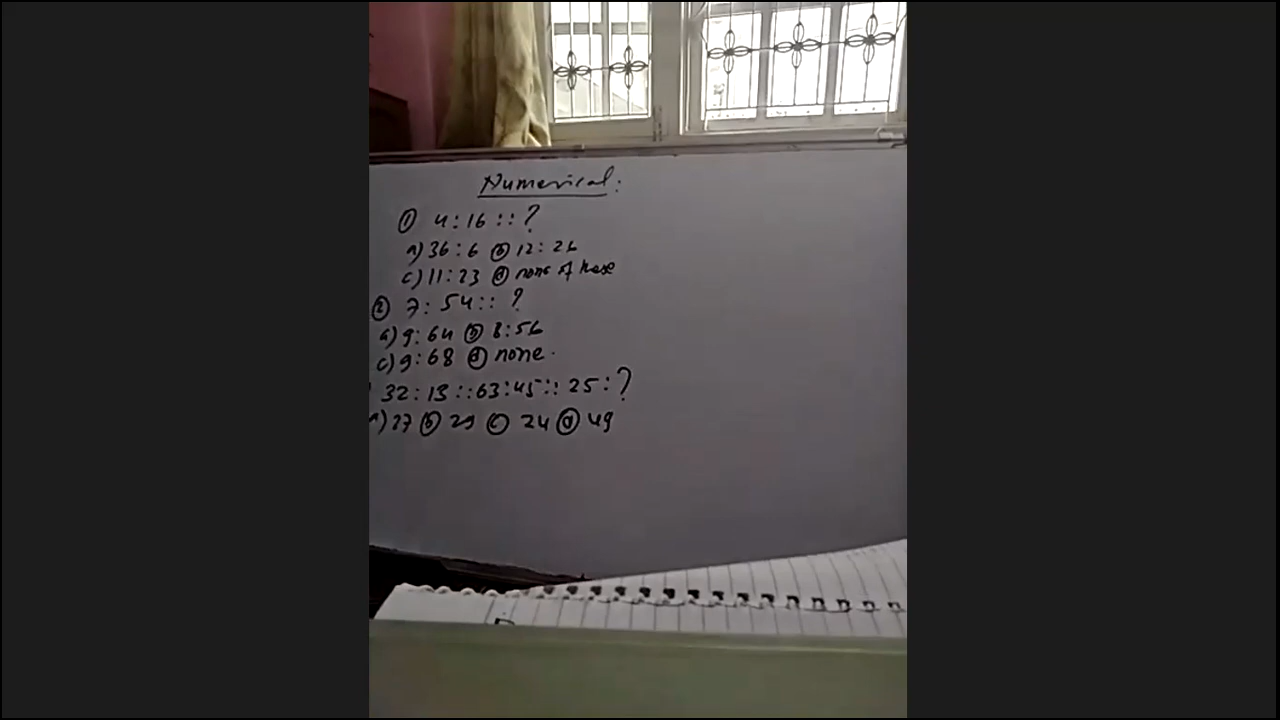 Numerical:
① 4:16 :: ?
a) 36:6 ⓑ 12:26
c) 11:23 ⓓ none of these
② 7:54 :: ?
a) 9:64 ⓑ 8:56
c) 9:68 ⓓ none.
32:13 :: 63:45 :: 25:?
a) 27 ⓑ 29 ⓒ 24 ⓓ 49